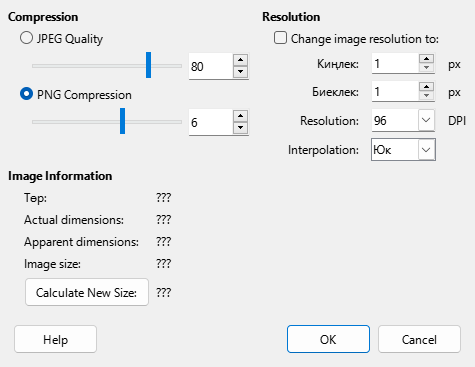 Compression
JPEG Quality
80
PNG Compression
6
Resolution
Change image resolution to:
Киңлек: 1 px
Биеклек: 1 px
Resolution: 96 DPI
Interpolation: Юк
Image Information
Төр: ???
Actual dimensions: ???
Apparent dimensions: ???
Image size: ???
Calculate New Size: ???
Help
OK
Cancel